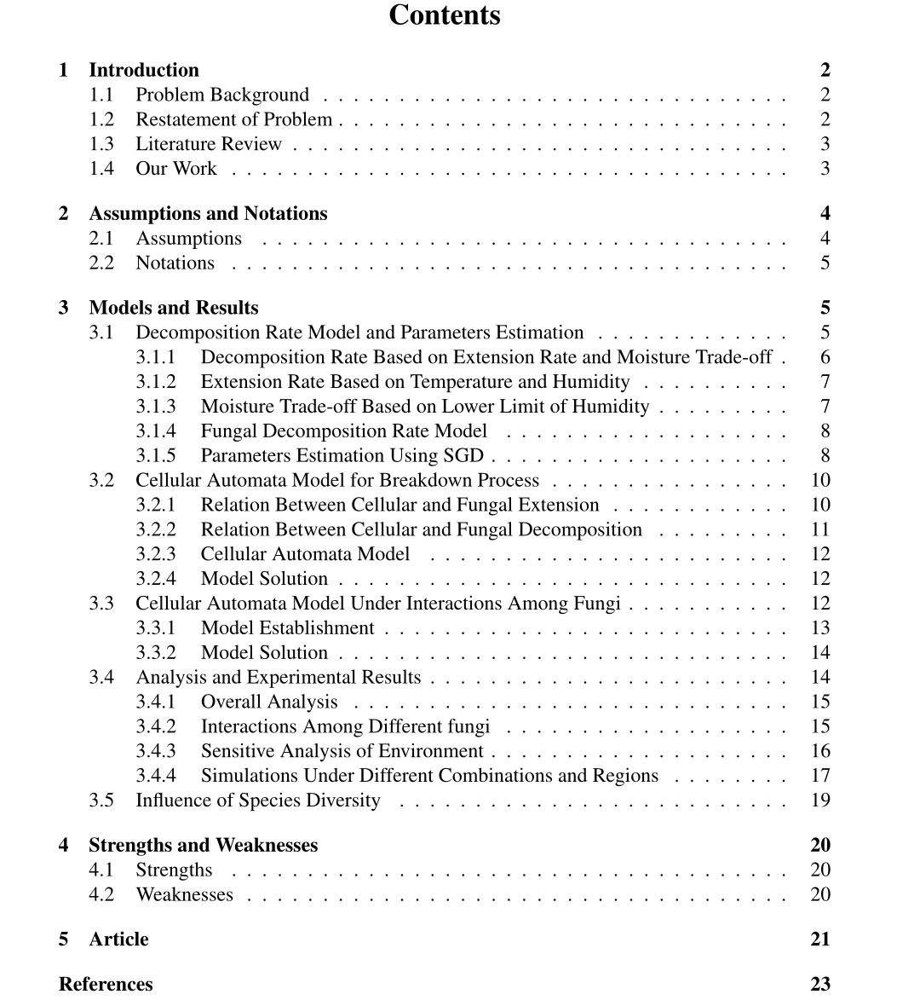 Contents
1 Introduction 2
1.1 Problem Background . . . . . . . . . . . . . . . . . . . . . . . . . . . . . . . 2
1.2 Restatement of Problem . . . . . . . . . . . . . . . . . . . . . . . . . . . . . . 2
1.3 Literature Review . . . . . . . . . . . . . . . . . . . . . . . . . . . . . . . . . 3
1.4 Our Work . . . . . . . . . . . . . . . . . . . . . . . . . . . . . . . . . . . . . 3
2 Assumptions and Notations 4
2.1 Assumptions . . . . . . . . . . . . . . . . . . . . . . . . . . . . . . . . . . . 4
2.2 Notations . . . . . . . . . . . . . . . . . . . . . . . . . . . . . . . . . . . . . 5
3 Models and Results 5
3.1 Decomposition Rate Model and Parameters Estimation . . . . . . . . . . . . . 5
3.1.1 Decomposition Rate Based on Extension Rate and Moisture Trade-off . 6
3.1.2 Extension Rate Based on Temperature and Humidity . . . . . . . . . . 7
3.1.3 Moisture Trade-off Based on Lower Limit of Humidity . . . . . . . . . 7
3.1.4 Fungal Decomposition Rate Model . . . . . . . . . . . . . . . . . . . 8
3.1.5 Parameters Estimation Using SGD . . . . . . . . . . . . . . . . . . . . 8
3.2 Cellular Automata Model for Breakdown Process . . . . . . . . . . . . . . . . 10
3.2.1 Relation Between Cellular and Fungal Extension . . . . . . . . . . . . 10
3.2.2 Relation Between Cellular and Fungal Decomposition . . . . . . . . . 11
3.2.3 Cellular Automata Model . . . . . . . . . . . . . . . . . . . . . . . . 12
3.2.4 Model Solution . . . . . . . . . . . . . . . . . . . . . . . . . . . . . . 12
3.3 Cellular Automata Model Under Interactions Among Fungi . . . . . . . . . . . 12
3.3.1 Model Establishment . . . . . . . . . . . . . . . . . . . . . . . . . . . 13
3.3.2 Model Solution . . . . . . . . . . . . . . . . . . . . . . . . . . . . . . 14
3.4 Analysis and Experimental Results . . . . . . . . . . . . . . . . . . . . . . . . 14
3.4.1 Overall Analysis . . . . . . . . . . . . . . . . . . . . . . . . . . . . . 15
3.4.2 Interactions Among Different fungi . . . . . . . . . . . . . . . . . . . 15
3.4.3 Sensitive Analysis of Environment . . . . . . . . . . . . . . . . . . . . 16
3.4.4 Simulations Under Different Combinations and Regions . . . . . . . . 17
3.5 Influence of Species Diversity . . . . . . . . . . . . . . . . . . . . . . . . . . 19
4 Strengths and Weaknesses 20
4.1 Strengths . . . . . . . . . . . . . . . . . . . . . . . . . . . . . . . . . . . . . 20
4.2 Weaknesses . . . . . . . . . . . . . . . . . . . . . . . . . . . . . . . . . . . . 20
5 Article 21
References 23